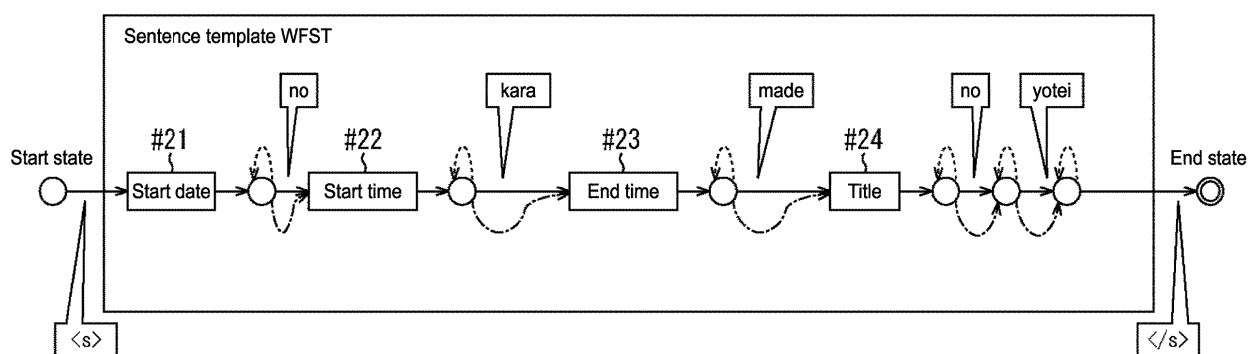 Sentence template WFST
no
kara
made
no
yotei
#21
#22
#23
#24
Start state
End state
Start date
Start time
End time
Title
<s>
</s>